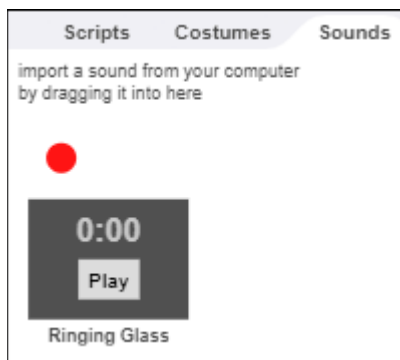 Scripts Costumes Sounds
import a sound from your computer
by dragging it into here
0:00
Play
Ringing Glass